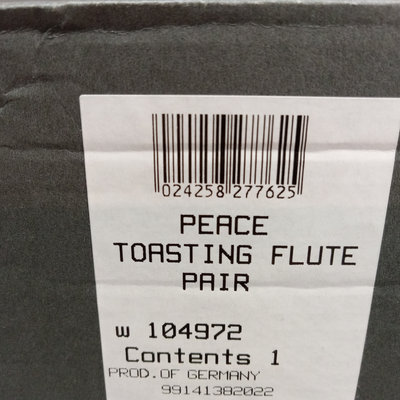 024258 277625
PEACE
TOASTING FLUTE
PAIR
w 104972
Contents 1
PROD.OF GERMANY
99141382022